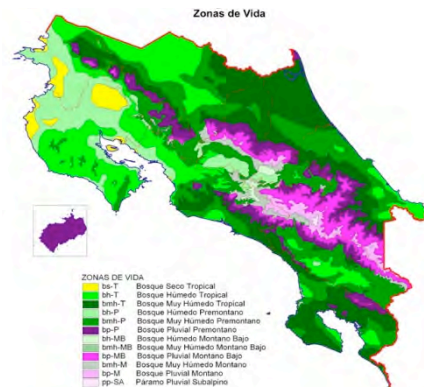 Zonas de Vida
ZONAS DE VIDA
bs-T Bosque Seco Tropical
bh-T Bosque Húmedo Tropical
bmh-T Bosque Muy Húmedo Tropical
bh-P Bosque Húmedo Premontano
bmh-P Bosque Muy Húmedo Premontano
bp-P Bosque Pluvial Premontano
bh-MB Bosque Húmedo Montano Bajo
bmh-MB Bosque Muy Húmedo Montano Bajo
bp-MB Bosque Pluvial Montano Bajo
bmh-M Bosque Muy Húmedo Montano
bp-M Bosque Pluvial Montano
pp-SA Páramo Pluvial Subalpino